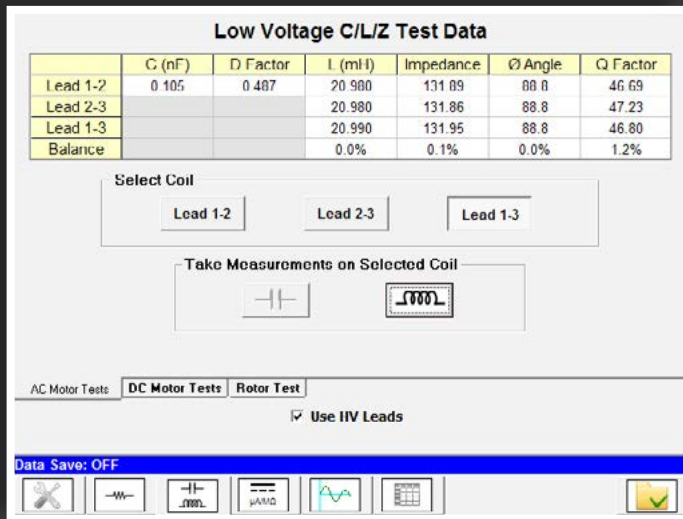 Low Voltage C/L/Z Test Data
C (nF) D Factor L (mH) Impedance Ø Angle Q Factor
Lead 1-2 0.105 0.487 20.980 131.89 88.8 46.69
Lead 2-3 20.980 131.86 88.8 47.23
Lead 1-3 20.990 131.95 88.8 46.80
Balance 0.0% 0.1% 0.0% 1.2%
Select Coil
Lead 1-2 Lead 2-3 Lead 1-3
Take Measurements on Selected Coil
AC Motor Tests DC Motor Tests Rotor Test
Use HV Leads
Data Save: OFF
µA/MΩ